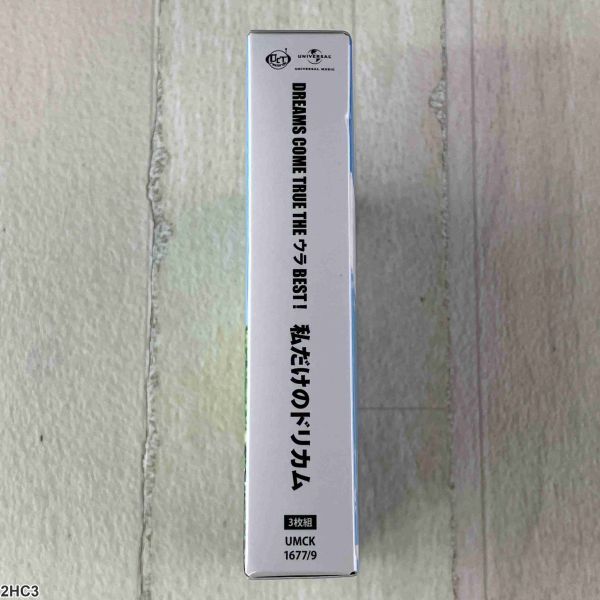 UNIVERSAL
UNIVERSAL MUSIC
DREAMS COME TRUE THE ウラ BEST! 私だけのドリカム
3枚組
UMCK
1677/9
2HC3